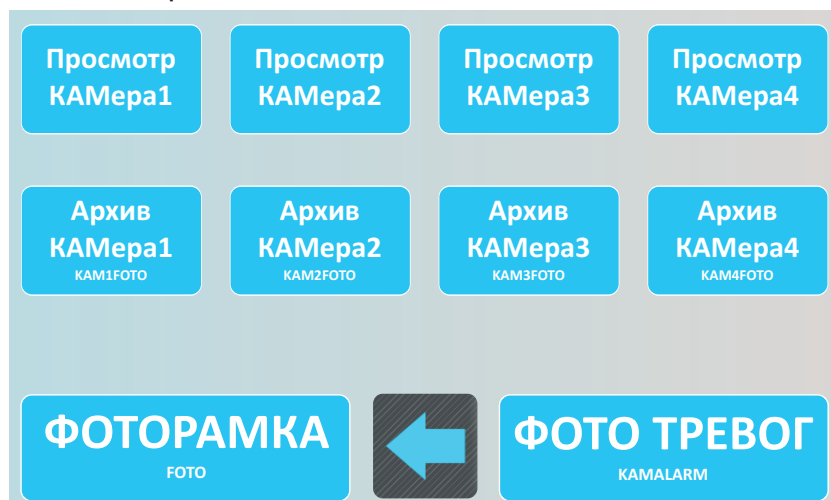 Просмотр
КАМера1
Просмотр
КАМера2
Просмотр
КАМера3
Просмотр
КАМера4
Архив
КАМера1
KAM1FOTO
Архив
КАМера2
KAM2FOTO
Архив
КАМера3
KAM3FOTO
Архив
КАМера4
KAM4FOTO
ФОТОРАМКА
FOTO
ФОТО ТРЕВОГ
KAMALARM